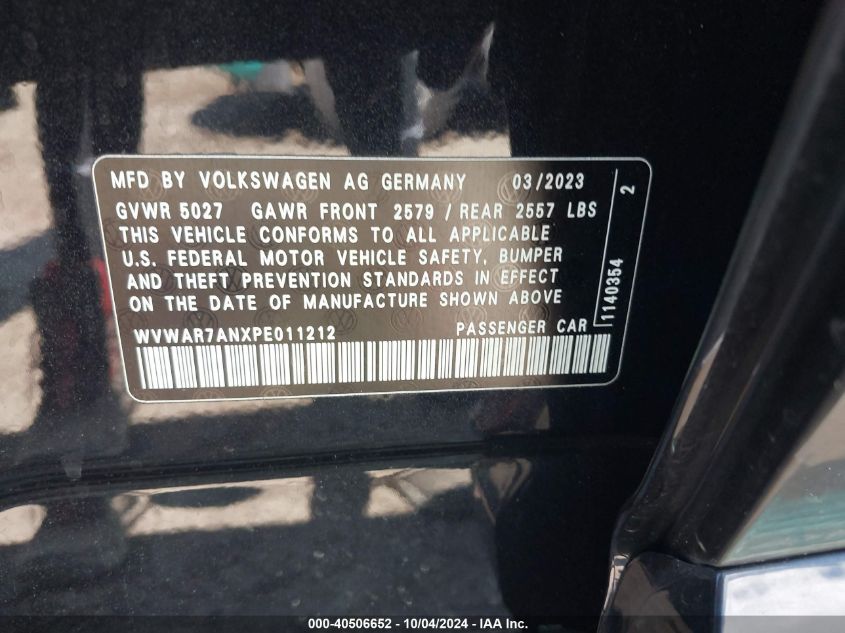 MFD BY VOLKSWAGEN AG GERMANY 03/2023
GVWR 5027 GAWR FRONT 2579 / REAR 2557 LBS
THIS VEHICLE CONFORMS TO ALL APPLICABLE
U.S. FEDERAL MOTOR VEHICLE SAFETY, BUMPER
AND THEFT PREVENTION STANDARDS IN EFFECT
ON THE DATE OF MANUFACTURE SHOWN ABOVE
WVWAR7ANXPE011212 PASSENGER CAR
1140354 2
000-40506652 - 10/04/2024 - IAA Inc.